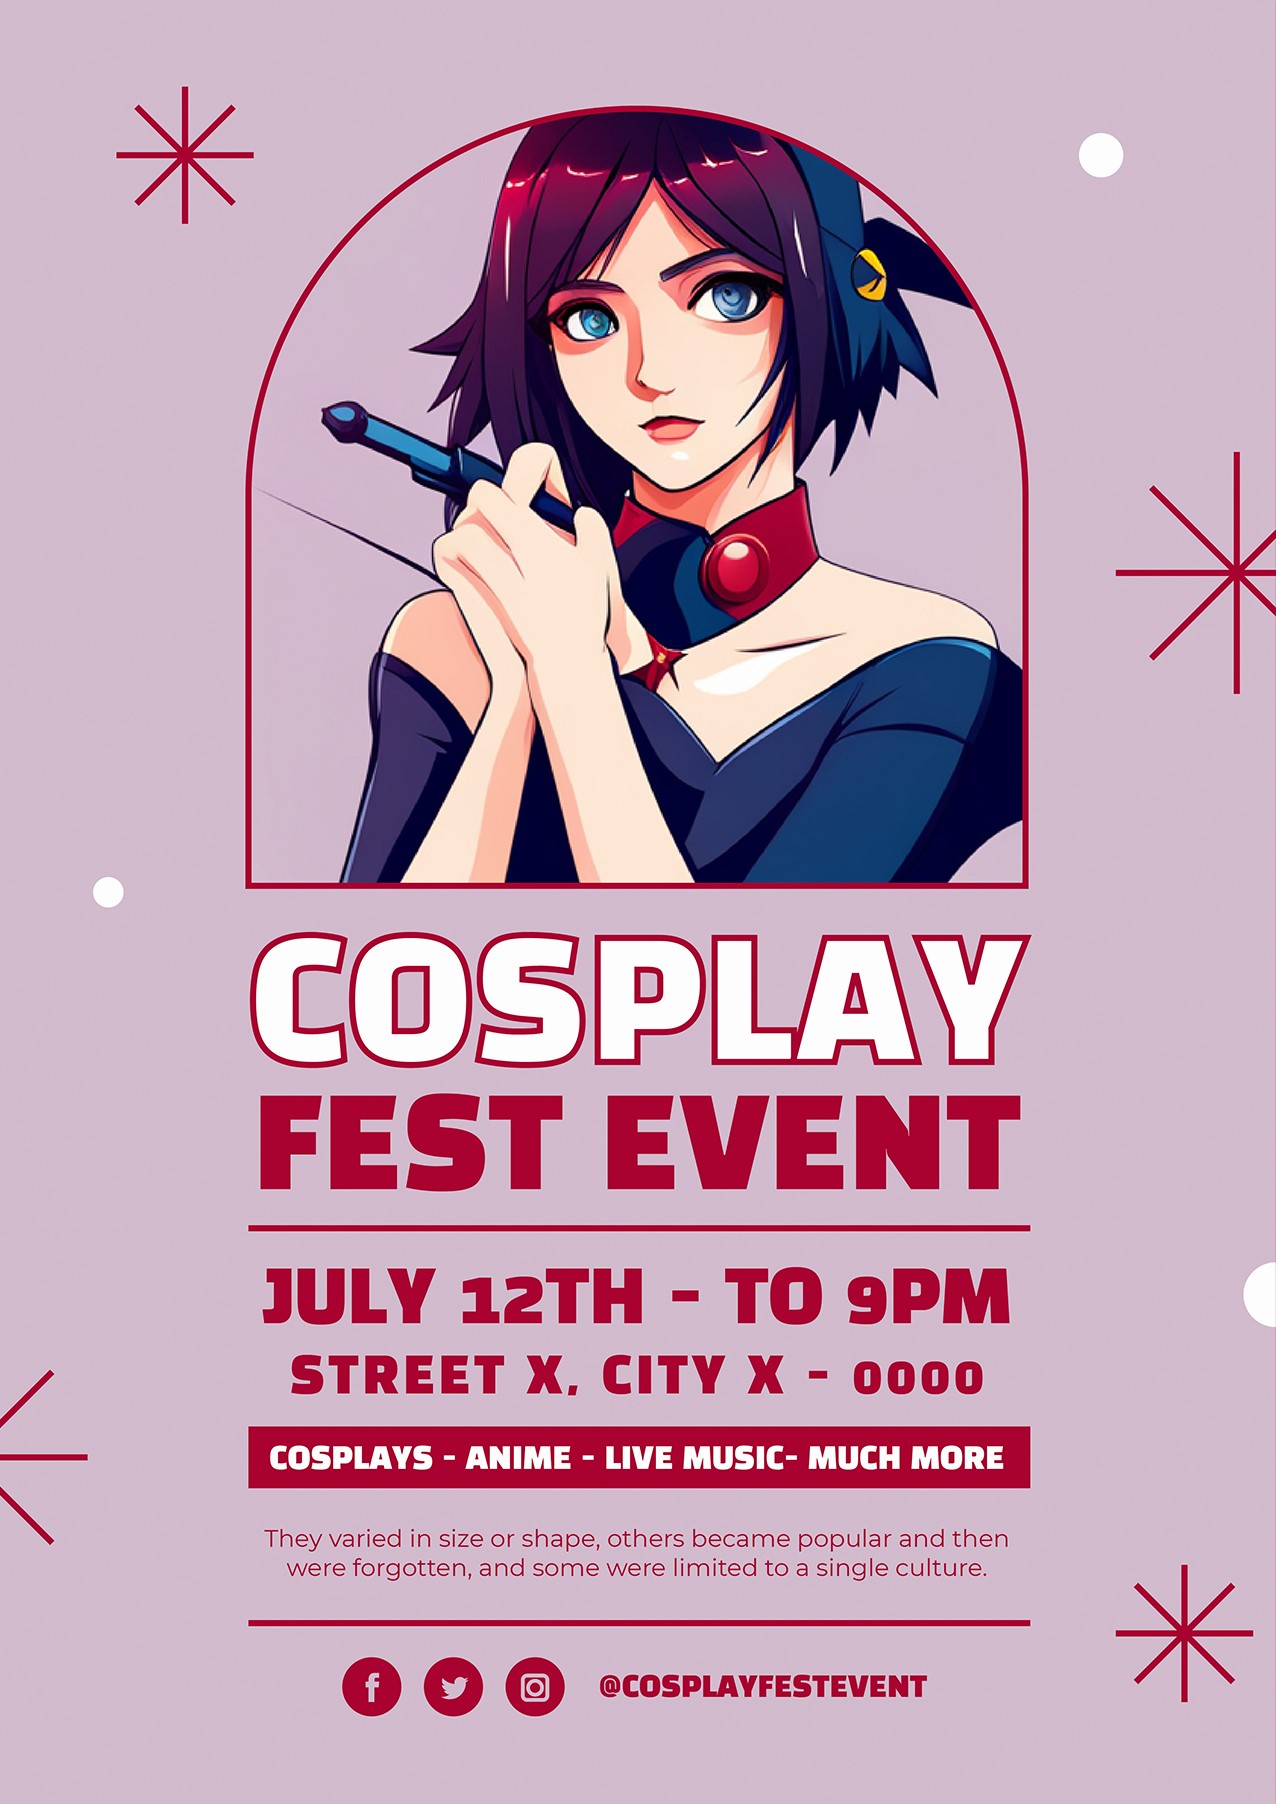 COSPLAY
FEST EVENT
JULY 12TH - TO 9PM
STREET X, CITY X - 0000
COSPLAYS - ANIME - LIVE MUSIC- MUCH MORE
They varied in size or shape, others became popular and then
were forgotten, and some were limited to a single culture.
@COSPLAYFESTEVENT